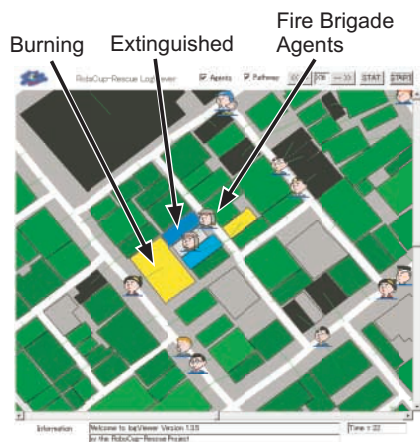 Burning
Extinguished
Fire Brigade
Agents
RoboCup-Rescue LogViewer
Agents
Pathway
STAT
START
Information
Welcome to logViewer Version 1.3.5
by the RoboCup-Rescue Project
Time = 22